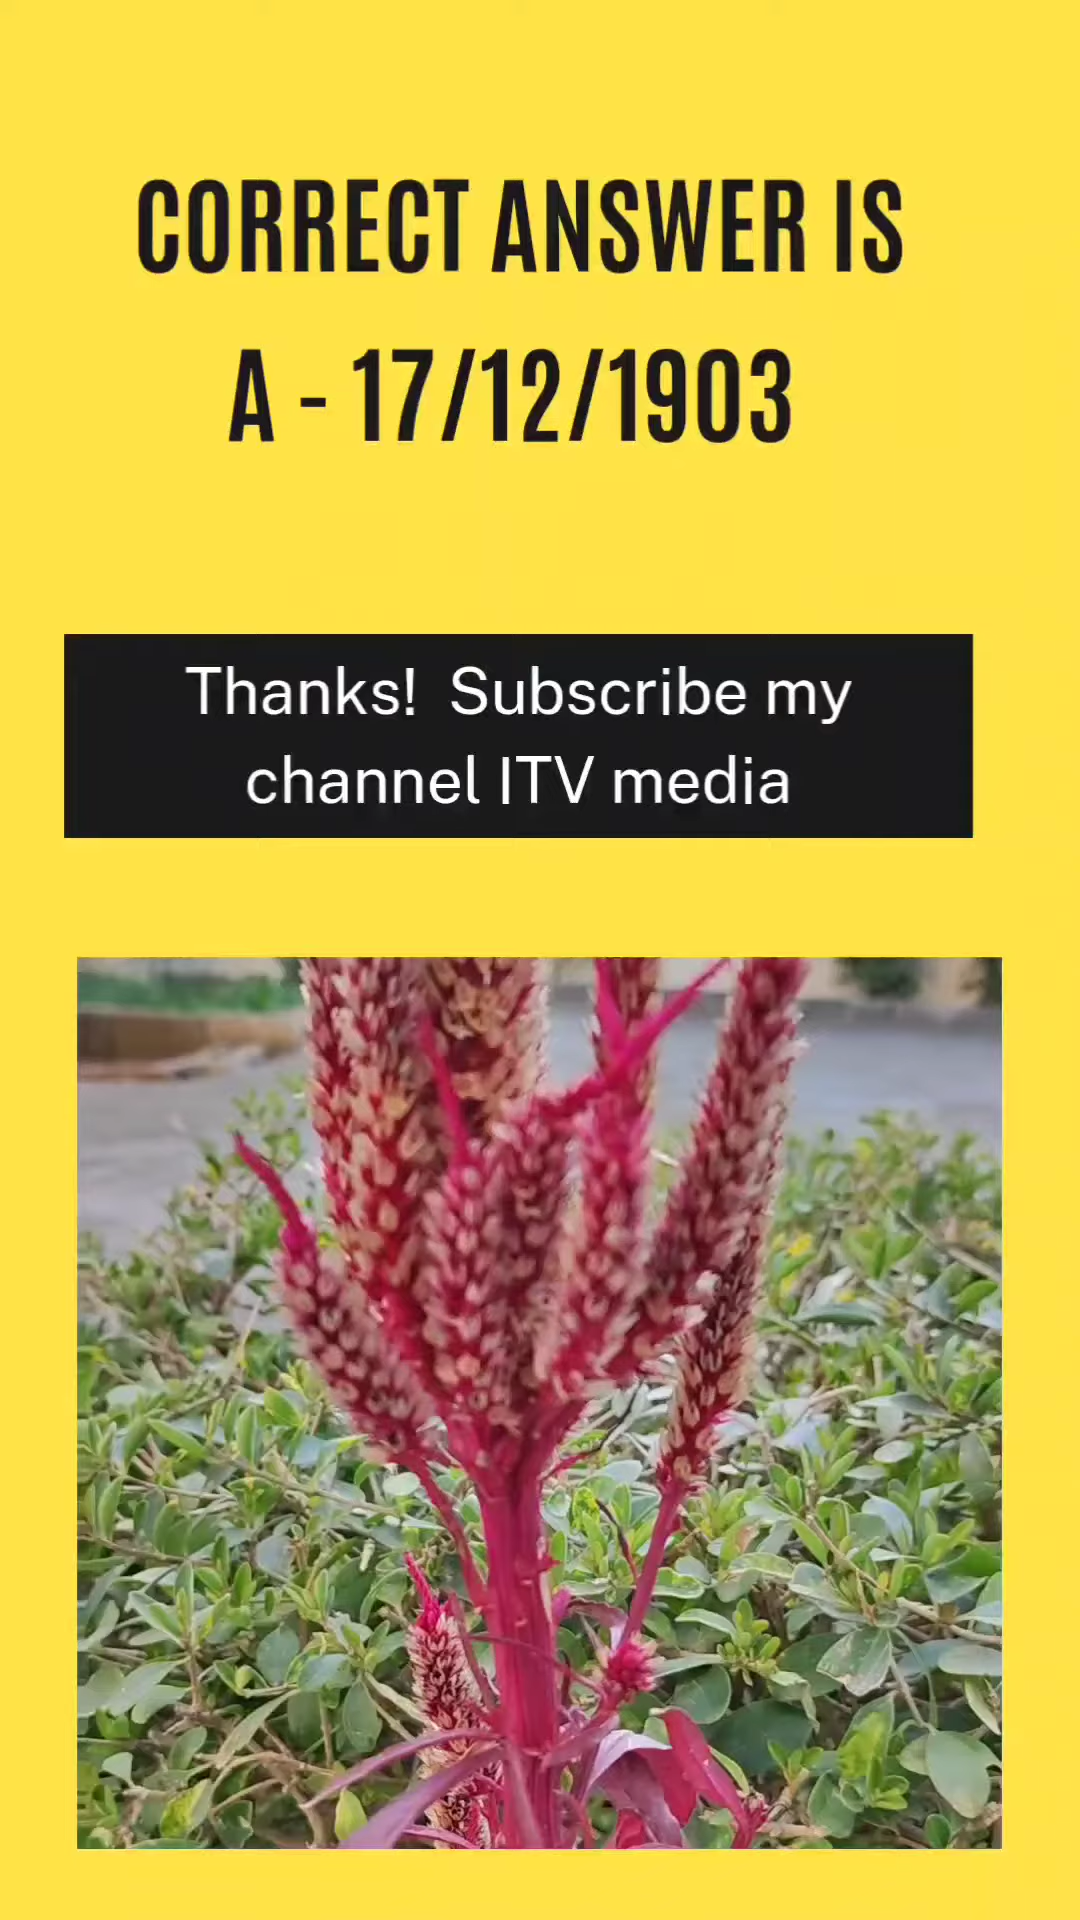 CORRECT ANSWER IS
A - 17/12/1903
Thanks! Subscribe my
channel ITV media